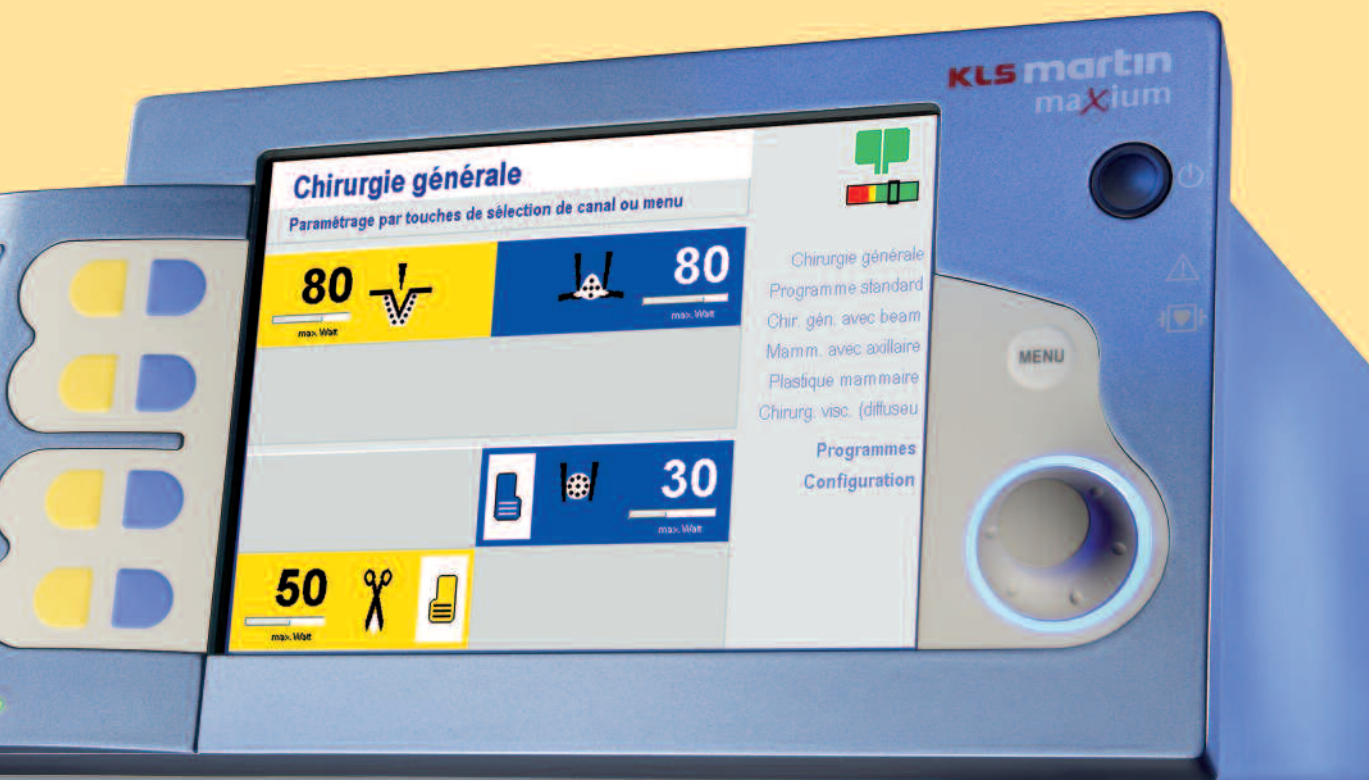 KLS martin
maXium
Chirurgie générale
Paramétrage par touches de sélection de canal ou menu
80
max. Watt
80
max. Watt
30
max. Watt
50
max. Watt
Chirurgie générale
Programme standard
Chir. gén. avec beam
Mamm. avec axillaire
Plastique mammaire
Chirurg. visc. (diffuseu
Programmes
Configuration
MENU